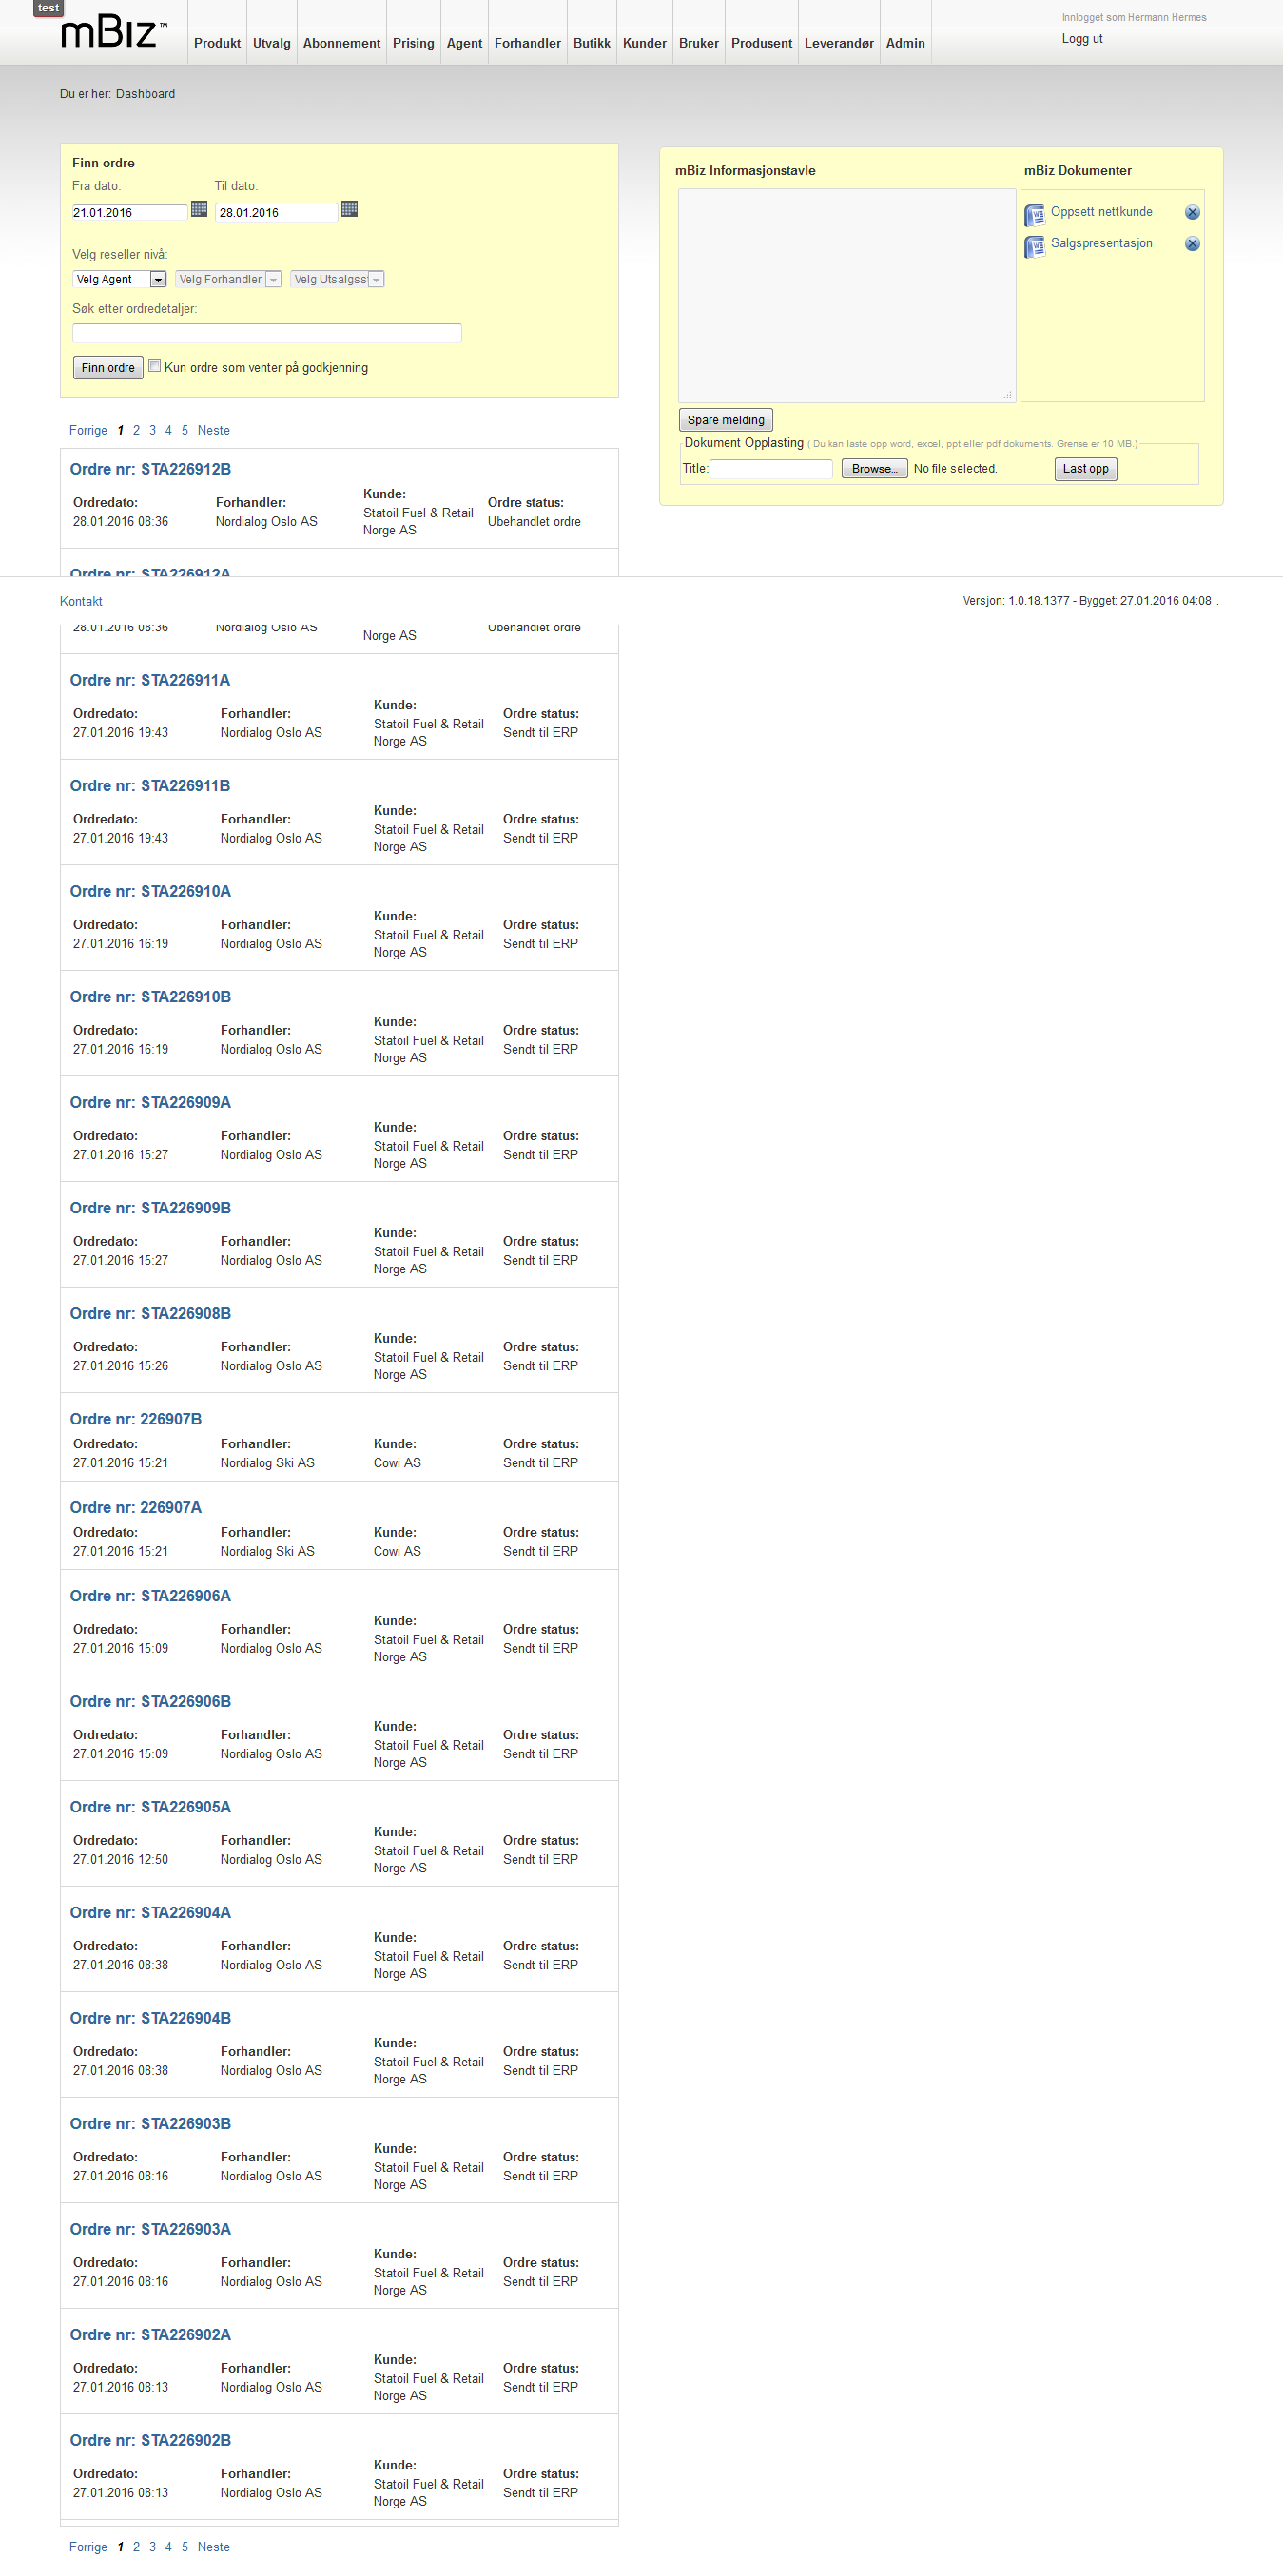 test
mBiz™
Produkt Utvalg Abonnement Prising Agent Forhandler Butikk Kunder Bruker Produsent Leverandør Admin
Innlogget som Hermann Hermes
Logg ut
Du er her: Dashboard
Finn ordre
Fra dato: Til dato:
21.01.2016 28.01.2016
Velg reseller nivå:
Velg Agent Velg Forhandler Velg Utsalgss
Søk etter ordredetaljer:
Finn ordre Kun ordre som venter på godkjenning
mBiz Informasjonstavle mBiz Dokumenter
Oppsett nettkunde
Salgspresentasjon
Spare melding
Dokument Opplasting ( Du kan laste opp word, excel, ppt eller pdf dokuments. Grense er 10 MB.)
Title: Browse... No file selected. Last opp
Forrige 1 2 3 4 5 Neste
Ordre nr: STA226912B
Ordredato: Forhandler: Kunde: Ordre status:
28.01.2016 08:36 Nordialog Oslo AS Statoil Fuel & Retail Ubehandlet ordre
Norge AS
Ordre nr: STA226912A
Kontakt Versjon: 1.0.18.1377 - Bygget: 27.01.2016 04:08 .
28.01.2016 08:36 Nordialog Oslo AS Ubehandlet ordre
Norge AS
Ordre nr: STA226911A
Ordredato: Forhandler: Kunde: Ordre status:
27.01.2016 19:43 Nordialog Oslo AS Statoil Fuel & Retail Sendt til ERP
Norge AS
Ordre nr: STA226911B
Ordredato: Forhandler: Kunde: Ordre status:
27.01.2016 19:43 Nordialog Oslo AS Statoil Fuel & Retail Sendt til ERP
Norge AS
Ordre nr: STA226910A
Ordredato: Forhandler: Kunde: Ordre status:
27.01.2016 16:19 Nordialog Oslo AS Statoil Fuel & Retail Sendt til ERP
Norge AS
Ordre nr: STA226910B
Ordredato: Forhandler: Kunde: Ordre status:
27.01.2016 16:19 Nordialog Oslo AS Statoil Fuel & Retail Sendt til ERP
Norge AS
Ordre nr: STA226909A
Ordredato: Forhandler: Kunde: Ordre status:
27.01.2016 15:27 Nordialog Oslo AS Statoil Fuel & Retail Sendt til ERP
Norge AS
Ordre nr: STA226909B
Ordredato: Forhandler: Kunde: Ordre status:
27.01.2016 15:27 Nordialog Oslo AS Statoil Fuel & Retail Sendt til ERP
Norge AS
Ordre nr: STA226908B
Ordredato: Forhandler: Kunde: Ordre status:
27.01.2016 15:26 Nordialog Oslo AS Statoil Fuel & Retail Sendt til ERP
Norge AS
Ordre nr: 226907B
Ordredato: Forhandler: Kunde: Ordre status:
27.01.2016 15:21 Nordialog Ski AS Cowi AS Sendt til ERP
Ordre nr: 226907A
Ordredato: Forhandler: Kunde: Ordre status:
27.01.2016 15:21 Nordialog Ski AS Cowi AS Sendt til ERP
Ordre nr: STA226906A
Ordredato: Forhandler: Kunde: Ordre status:
27.01.2016 15:09 Nordialog Oslo AS Statoil Fuel & Retail Sendt til ERP
Norge AS
Ordre nr: STA226906B
Ordredato: Forhandler: Kunde: Ordre status:
27.01.2016 15:09 Nordialog Oslo AS Statoil Fuel & Retail Sendt til ERP
Norge AS
Ordre nr: STA226905A
Ordredato: Forhandler: Kunde: Ordre status:
27.01.2016 12:50 Nordialog Oslo AS Statoil Fuel & Retail Sendt til ERP
Norge AS
Ordre nr: STA226904A
Ordredato: Forhandler: Kunde: Ordre status:
27.01.2016 08:38 Nordialog Oslo AS Statoil Fuel & Retail Sendt til ERP
Norge AS
Ordre nr: STA226904B
Ordredato: Forhandler: Kunde: Ordre status:
27.01.2016 08:38 Nordialog Oslo AS Statoil Fuel & Retail Sendt til ERP
Norge AS
Ordre nr: STA226903B
Ordredato: Forhandler: Kunde: Ordre status:
27.01.2016 08:16 Nordialog Oslo AS Statoil Fuel & Retail Sendt til ERP
Norge AS
Ordre nr: STA226903A
Ordredato: Forhandler: Kunde: Ordre status:
27.01.2016 08:16 Nordialog Oslo AS Statoil Fuel & Retail Sendt til ERP
Norge AS
Ordre nr: STA226902A
Ordredato: Forhandler: Kunde: Ordre status:
27.01.2016 08:13 Nordialog Oslo AS Statoil Fuel & Retail Sendt til ERP
Norge AS
Ordre nr: STA226902B
Ordredato: Forhandler: Kunde: Ordre status:
27.01.2016 08:13 Nordialog Oslo AS Statoil Fuel & Retail Sendt til ERP
Norge AS
Forrige 1 2 3 4 5 Neste